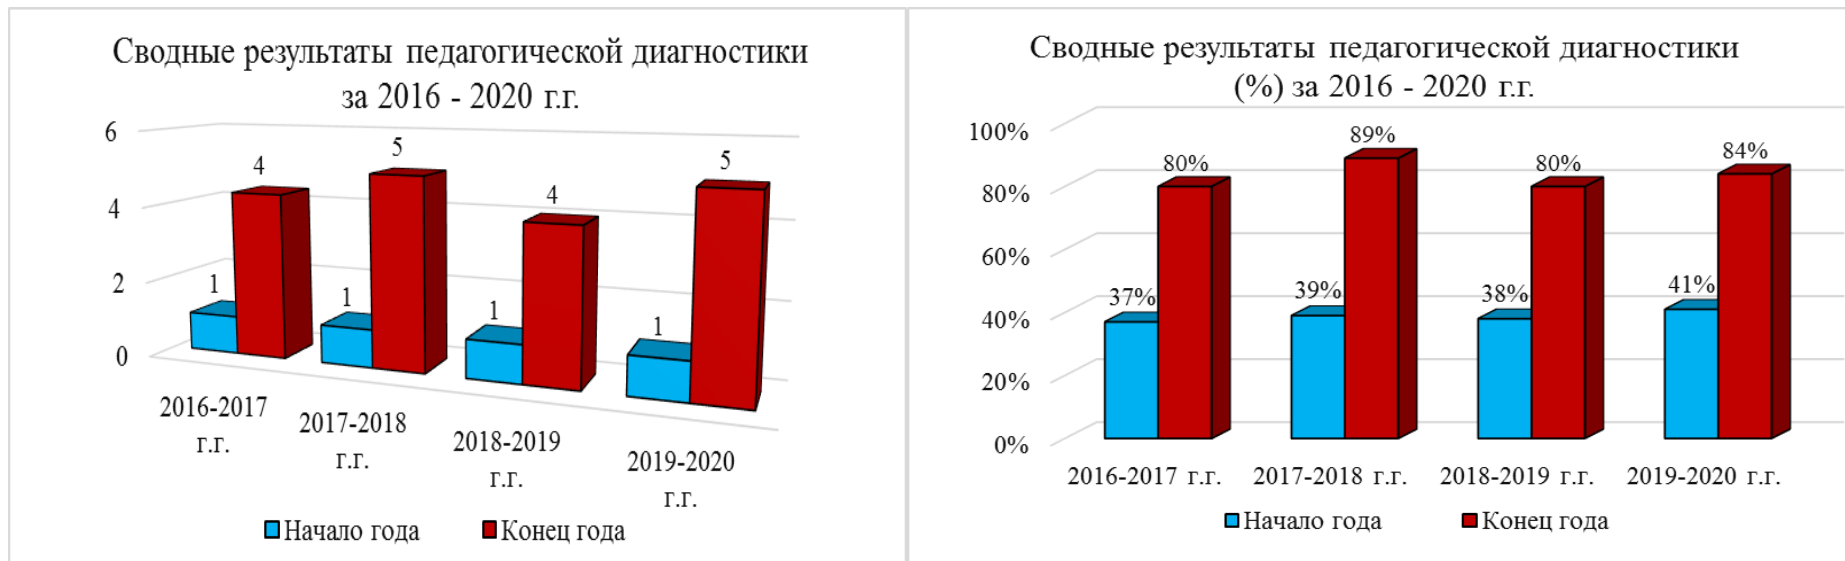 Сводные результаты педагогической диагностики
за 2016 - 2020 г.г.
6
4
2
0
1
4
1
5
1
4
1
5
2016-2017
г.г.
2017-2018
г.г.
2018-2019
г.г.
2019-2020
г.г.
Начало года
Конец года
Сводные результаты педагогической диагностики
(%) за 2016 - 2020 г.г.
100%
80%
60%
40%
20%
0%
37%
80%
39%
89%
38%
80%
41%
84%
2016-2017 г.г.
2017-2018 г.г.
2018-2019 г.г.
2019-2020 г.г.
Начало года
Конец года